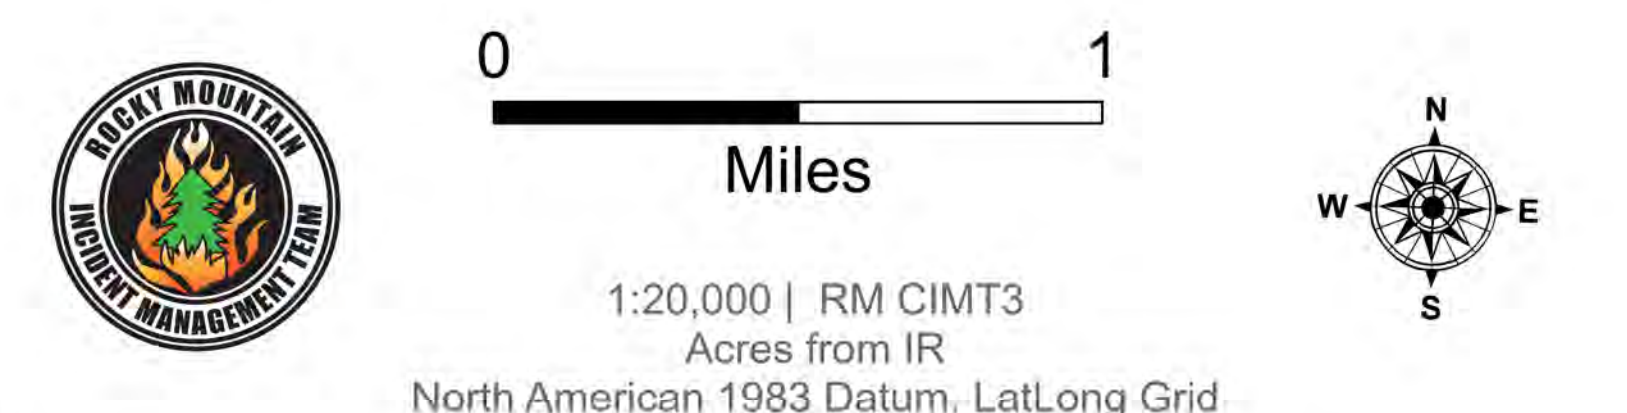 ROCKY MOUNTAIN
INCIDENT MANAGEMENT TEAM
0 1
Miles
1:20,000 | RM CIMT3
Acres from IR
North American 1983 Datum, LatLong Grid
N
W E
S